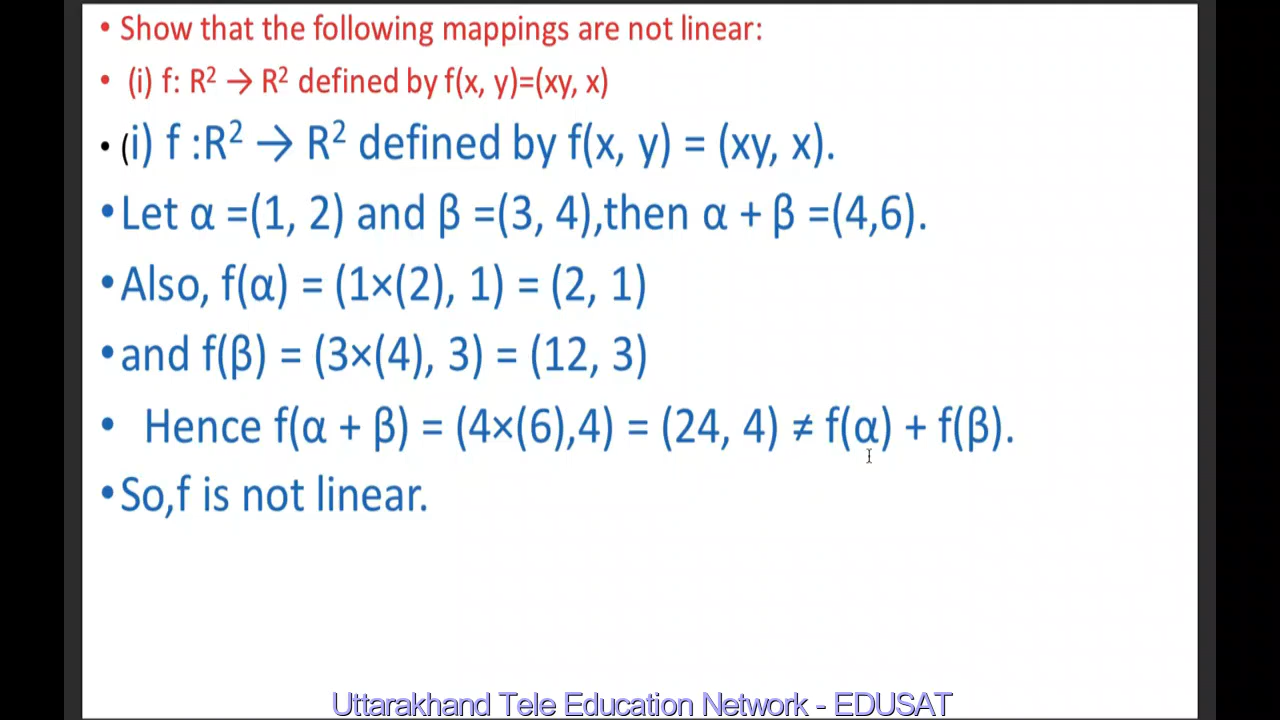 • Show that the following mappings are not linear:
• (i) f: R² → R² defined by f(x, y)=(xy, x)
• (i) f :R² → R² defined by f(x, y) = (xy, x).
•Let α =(1, 2) and β =(3, 4),then α + β =(4,6).
•Also, f(α) = (1×(2), 1) = (2, 1)
•and f(β) = (3×(4), 3) = (12, 3)
• Hence f(α + β) = (4×(6),4) = (24, 4) ≠ f(α) + f(β).
•So,f is not linear.
Uttarakhand Tele Education Network - EDUSAT